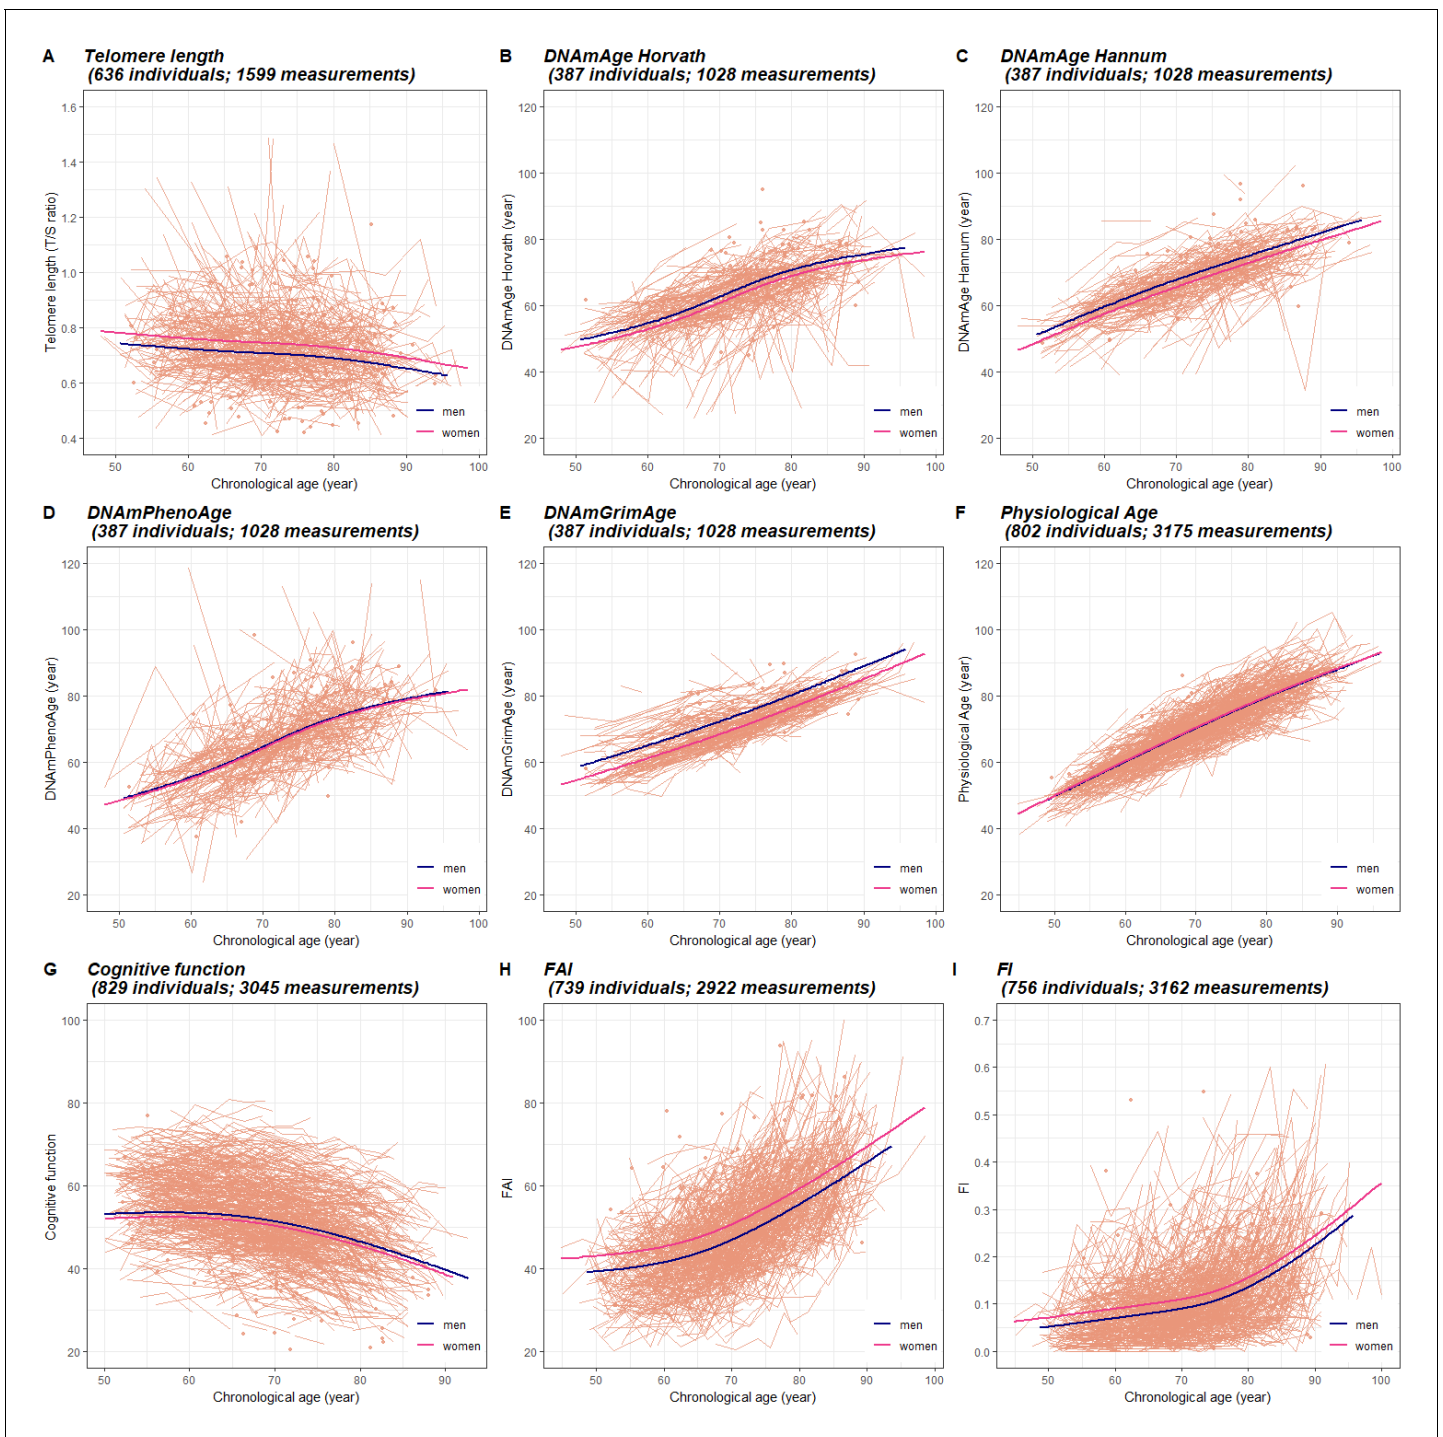 A Telomere length
(636 individuals; 1599 measurements)
1.6
1.4
1.2
1.0
0.8
0.6
0.4
Telomere length (T/S ratio)
men
women
50 60 70 80 90 100
Chronological age (year)
B DNAmAge Horvath
(387 individuals; 1028 measurements)
120
100
80
60
40
20
DNAmAge Horvath (year)
men
women
50 60 70 80 90 100
Chronological age (year)
C DNAmAge Hannum
(387 individuals; 1028 measurements)
120
100
80
60
40
20
DNAmAge Hannum (year)
men
women
50 60 70 80 90 100
Chronological age (year)
D DNAmPhenoAge
(387 individuals; 1028 measurements)
120
100
80
60
40
20
DNAmPhenoAge (year)
men
women
50 60 70 80 90 100
Chronological age (year)
E DNAmGrimAge
(387 individuals; 1028 measurements)
120
100
80
60
40
20
DNAmGrimAge (year)
men
women
50 60 70 80 90 100
Chronological age (year)
F Physiological Age
(802 individuals; 3175 measurements)
120
100
80
60
40
20
Physiological Age (year)
men
women
50 60 70 80 90
Chronological age (year)
G Cognitive function
(829 individuals; 3045 measurements)
100
80
60
40
20
Cognitive function
men
women
50 60 70 80 90
Chronological age (year)
H FAI
(739 individuals; 2922 measurements)
100
80
60
40
20
FAI
men
women
50 60 70 80 90 100
Chronological age (year)
I FI
(756 individuals; 3162 measurements)
0.7
0.6
0.5
0.4
0.3
0.2
0.1
0.0
FI
men
women
50 60 70 80 90 100
Chronological age (year)